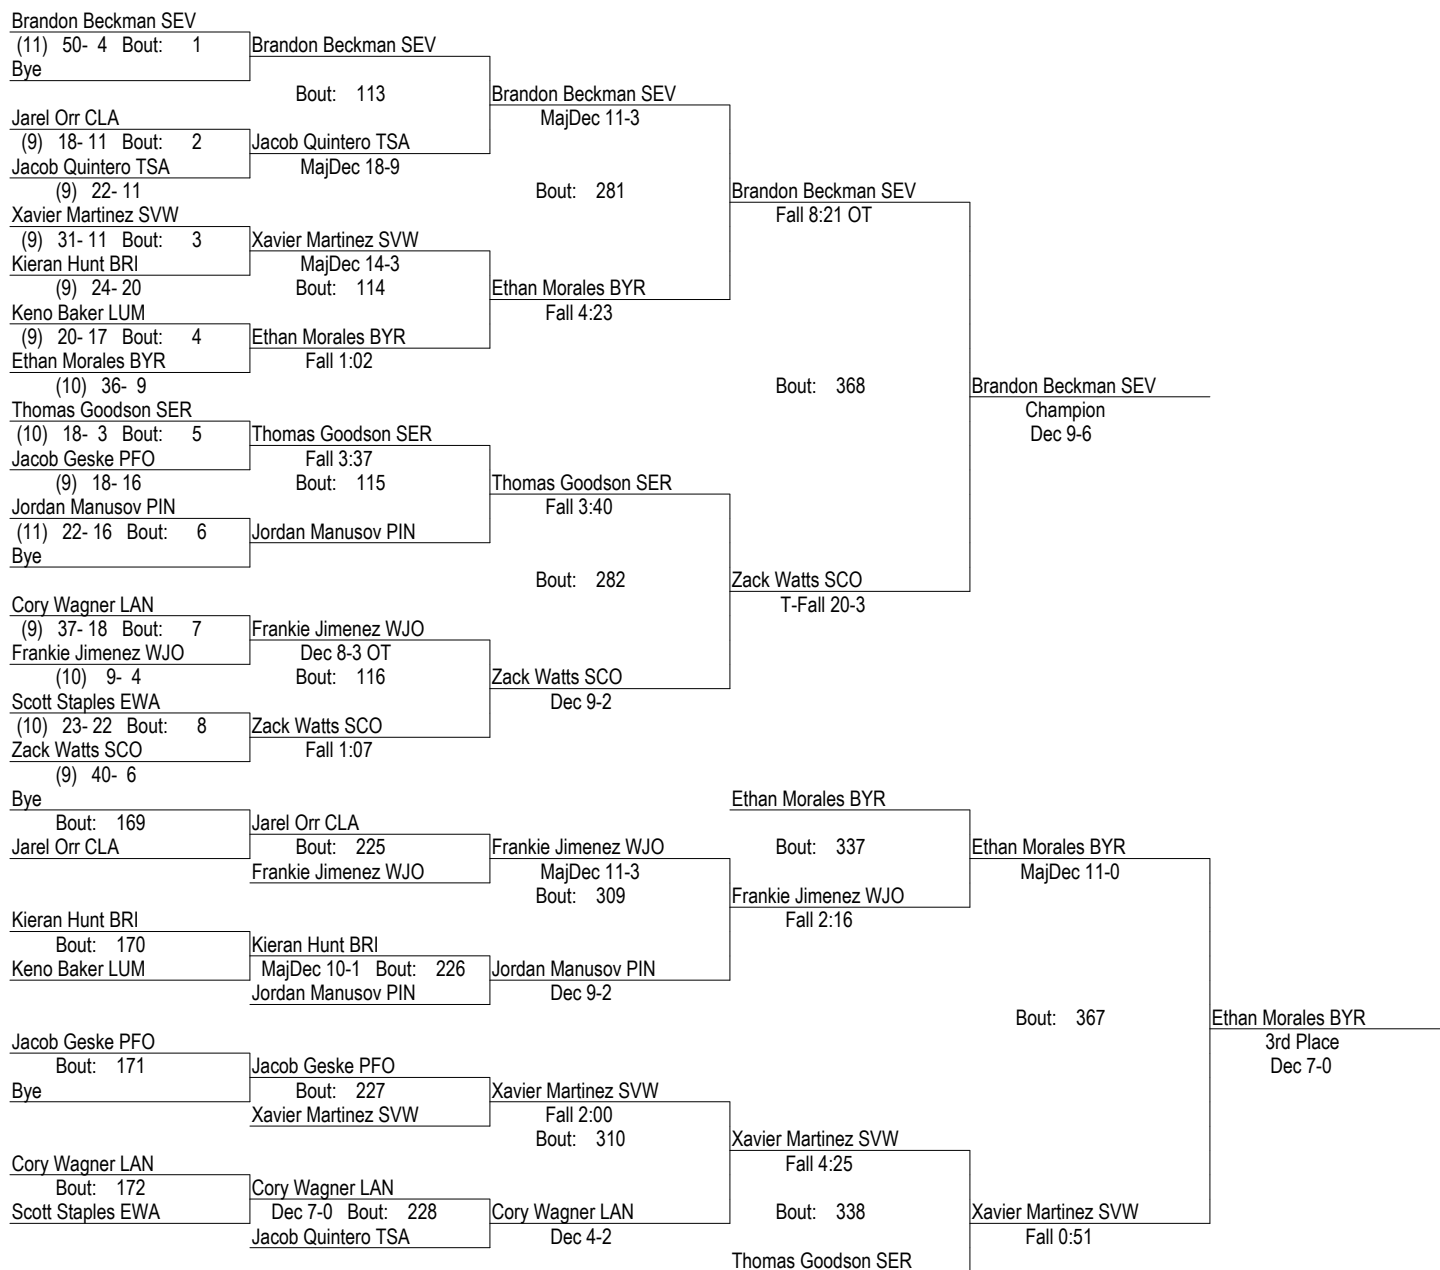 Brandon Beckman SEV
(11) 50- 4 Bout: 1 Brandon Beckman SEV
Bye
Bout: 113 Brandon Beckman SEV
Jarel Orr CLA MajDec 11-3
(9) 18- 11 Bout: 2 Jacob Quintero TSA
Jacob Quintero TSA MajDec 18-9
(9) 22- 11 Bout: 281 Brandon Beckman SEV
Xavier Martinez SVW Fall 8:21 OT
(9) 31- 11 Bout: 3 Xavier Martinez SVW
Kieran Hunt BRI MajDec 14-3
(9) 24- 20 Bout: 114 Ethan Morales BYR
Keno Baker LUM Fall 4:23
(9) 20- 17 Bout: 4 Ethan Morales BYR
Ethan Morales BYR Fall 1:02
(10) 36- 9 Bout: 368 Brandon Beckman SEV
Thomas Goodson SER Champion
(10) 18- 3 Bout: 5 Thomas Goodson SER Dec 9-6
Jacob Geske PFO Fall 3:37
(9) 18- 16 Bout: 115 Thomas Goodson SER
Jordan Manusov PIN Fall 3:40
(11) 22- 16 Bout: 6 Jordan Manusov PIN
Bye
Bout: 282 Zack Watts SCO
Cory Wagner LAN T-Fall 20-3
(9) 37- 18 Bout: 7 Frankie Jimenez WJO
Frankie Jimenez WJO Dec 8-3 OT
(10) 9- 4 Bout: 116 Zack Watts SCO
Scott Staples EWA Dec 9-2
(10) 23- 22 Bout: 8 Zack Watts SCO
Zack Watts SCO Fall 1:07
(9) 40- 6
Bye Ethan Morales BYR
Bout: 169 Jarel Orr CLA
Jarel Orr CLA Bout: 225 Frankie Jimenez WJO Bout: 337 Ethan Morales BYR
Frankie Jimenez WJO MajDec 11-3 MajDec 11-0
Bout: 309 Frankie Jimenez WJO
Kieran Hunt BRI Fall 2:16
Bout: 170 Kieran Hunt BRI
Keno Baker LUM MajDec 10-1 Bout: 226 Jordan Manusov PIN
Jordan Manusov PIN Dec 9-2
Bout: 367 Ethan Morales BYR
Jacob Geske PFO 3rd Place
Bout: 171 Jacob Geske PFO Dec 7-0
Bye Bout: 227 Xavier Martinez SVW
Xavier Martinez SVW Fall 2:00
Bout: 310 Xavier Martinez SVW
Cory Wagner LAN Fall 4:25
Bout: 172 Cory Wagner LAN
Scott Staples EWA Dec 7-0 Bout: 228 Cory Wagner LAN Bout: 338 Xavier Martinez SVW
Jacob Quintero TSA Dec 4-2 Fall 0:51
Thomas Goodson SER